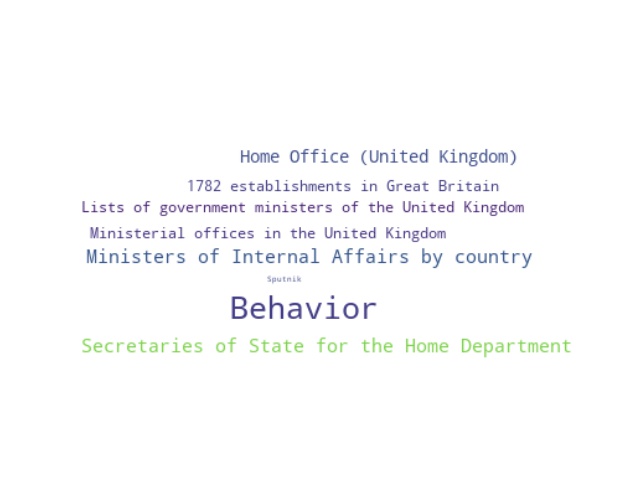 Home Office (United Kingdom)
1782 establishments in Great Britain
Lists of government ministers of the United Kingdom
Ministerial offices in the United Kingdom
Ministers of Internal Affairs by country
Sputnik
Behavior
Secretaries of State for the Home Department